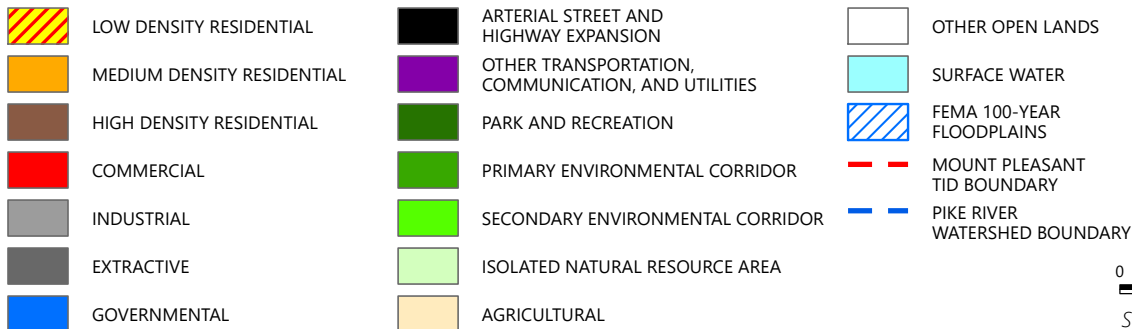 LOW DENSITY RESIDENTIAL
MEDIUM DENSITY RESIDENTIAL
HIGH DENSITY RESIDENTIAL
COMMERCIAL
INDUSTRIAL
EXTRACTIVE
GOVERNMENTAL
ARTERIAL STREET AND
HIGHWAY EXPANSION
OTHER TRANSPORTATION,
COMMUNICATION, AND UTILITIES
PARK AND RECREATION
PRIMARY ENVIRONMENTAL CORRIDOR
SECONDARY ENVIRONMENTAL CORRIDOR
ISOLATED NATURAL RESOURCE AREA
AGRICULTURAL
OTHER OPEN LANDS
SURFACE WATER
FEMA 100-YEAR
FLOODPLAINS
MOUNT PLEASANT
TID BOUNDARY
PIKE RIVER
WATERSHED BOUNDARY
0
S